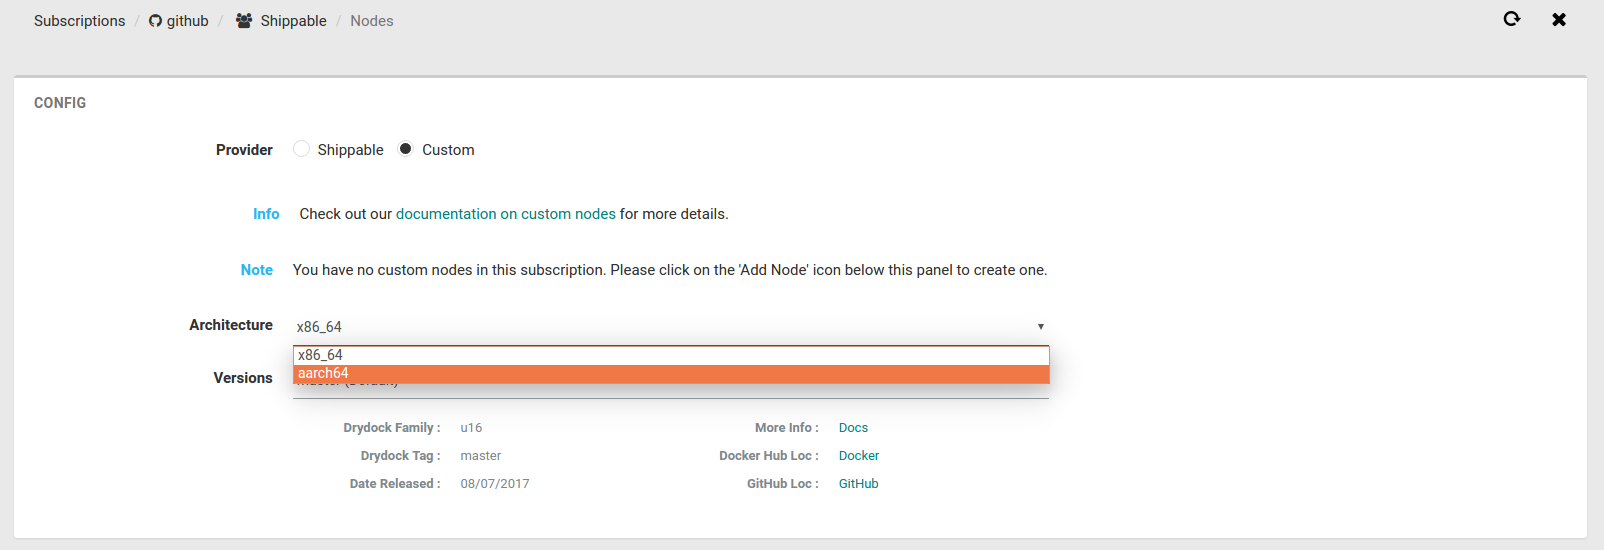 Subscriptions / github / Shippable / Nodes
CONFIG
Provider Shippable Custom
Info Check out our documentation on custom nodes for more details.
Note You have no custom nodes in this subscription. Please click on the 'Add Node' icon below this panel to create one.
Architecture x86_64
x86_64
aarch64
Versions master (Default)
Drydock Family : u16 More Info : Docs
Drydock Tag : master Docker Hub Loc : Docker
Date Released : 08/07/2017 GitHub Loc : GitHub